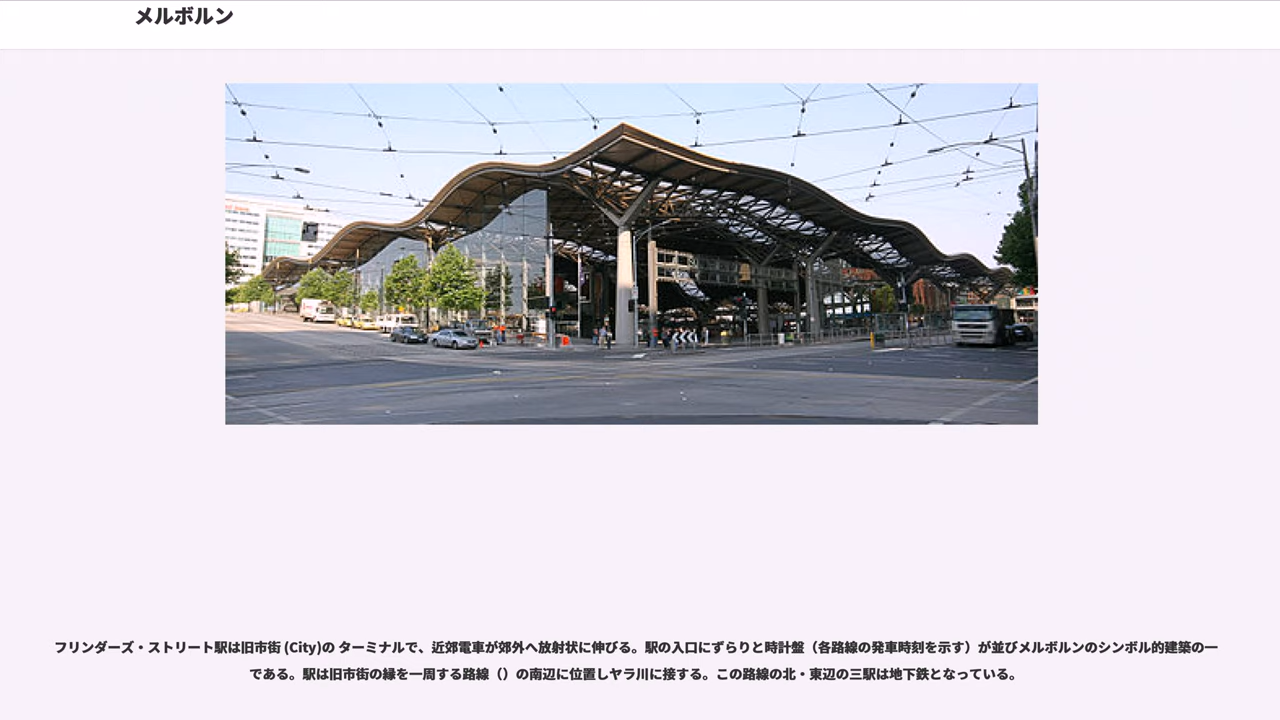 メルボルン
フリンダーズ・ストリート駅は旧市街 (City)の ターミナルで、近郊電車が郊外へ放射状に伸びる。駅の入口にずらりと時計盤（各路線の発車時刻を示す）が並びメルボルンのシンボル的建築の一
である。駅は旧市街の縁を一周する路線（）の南辺に位置しヤラ川に接する。この路線の北・東辺の三駅は地下鉄となっている。